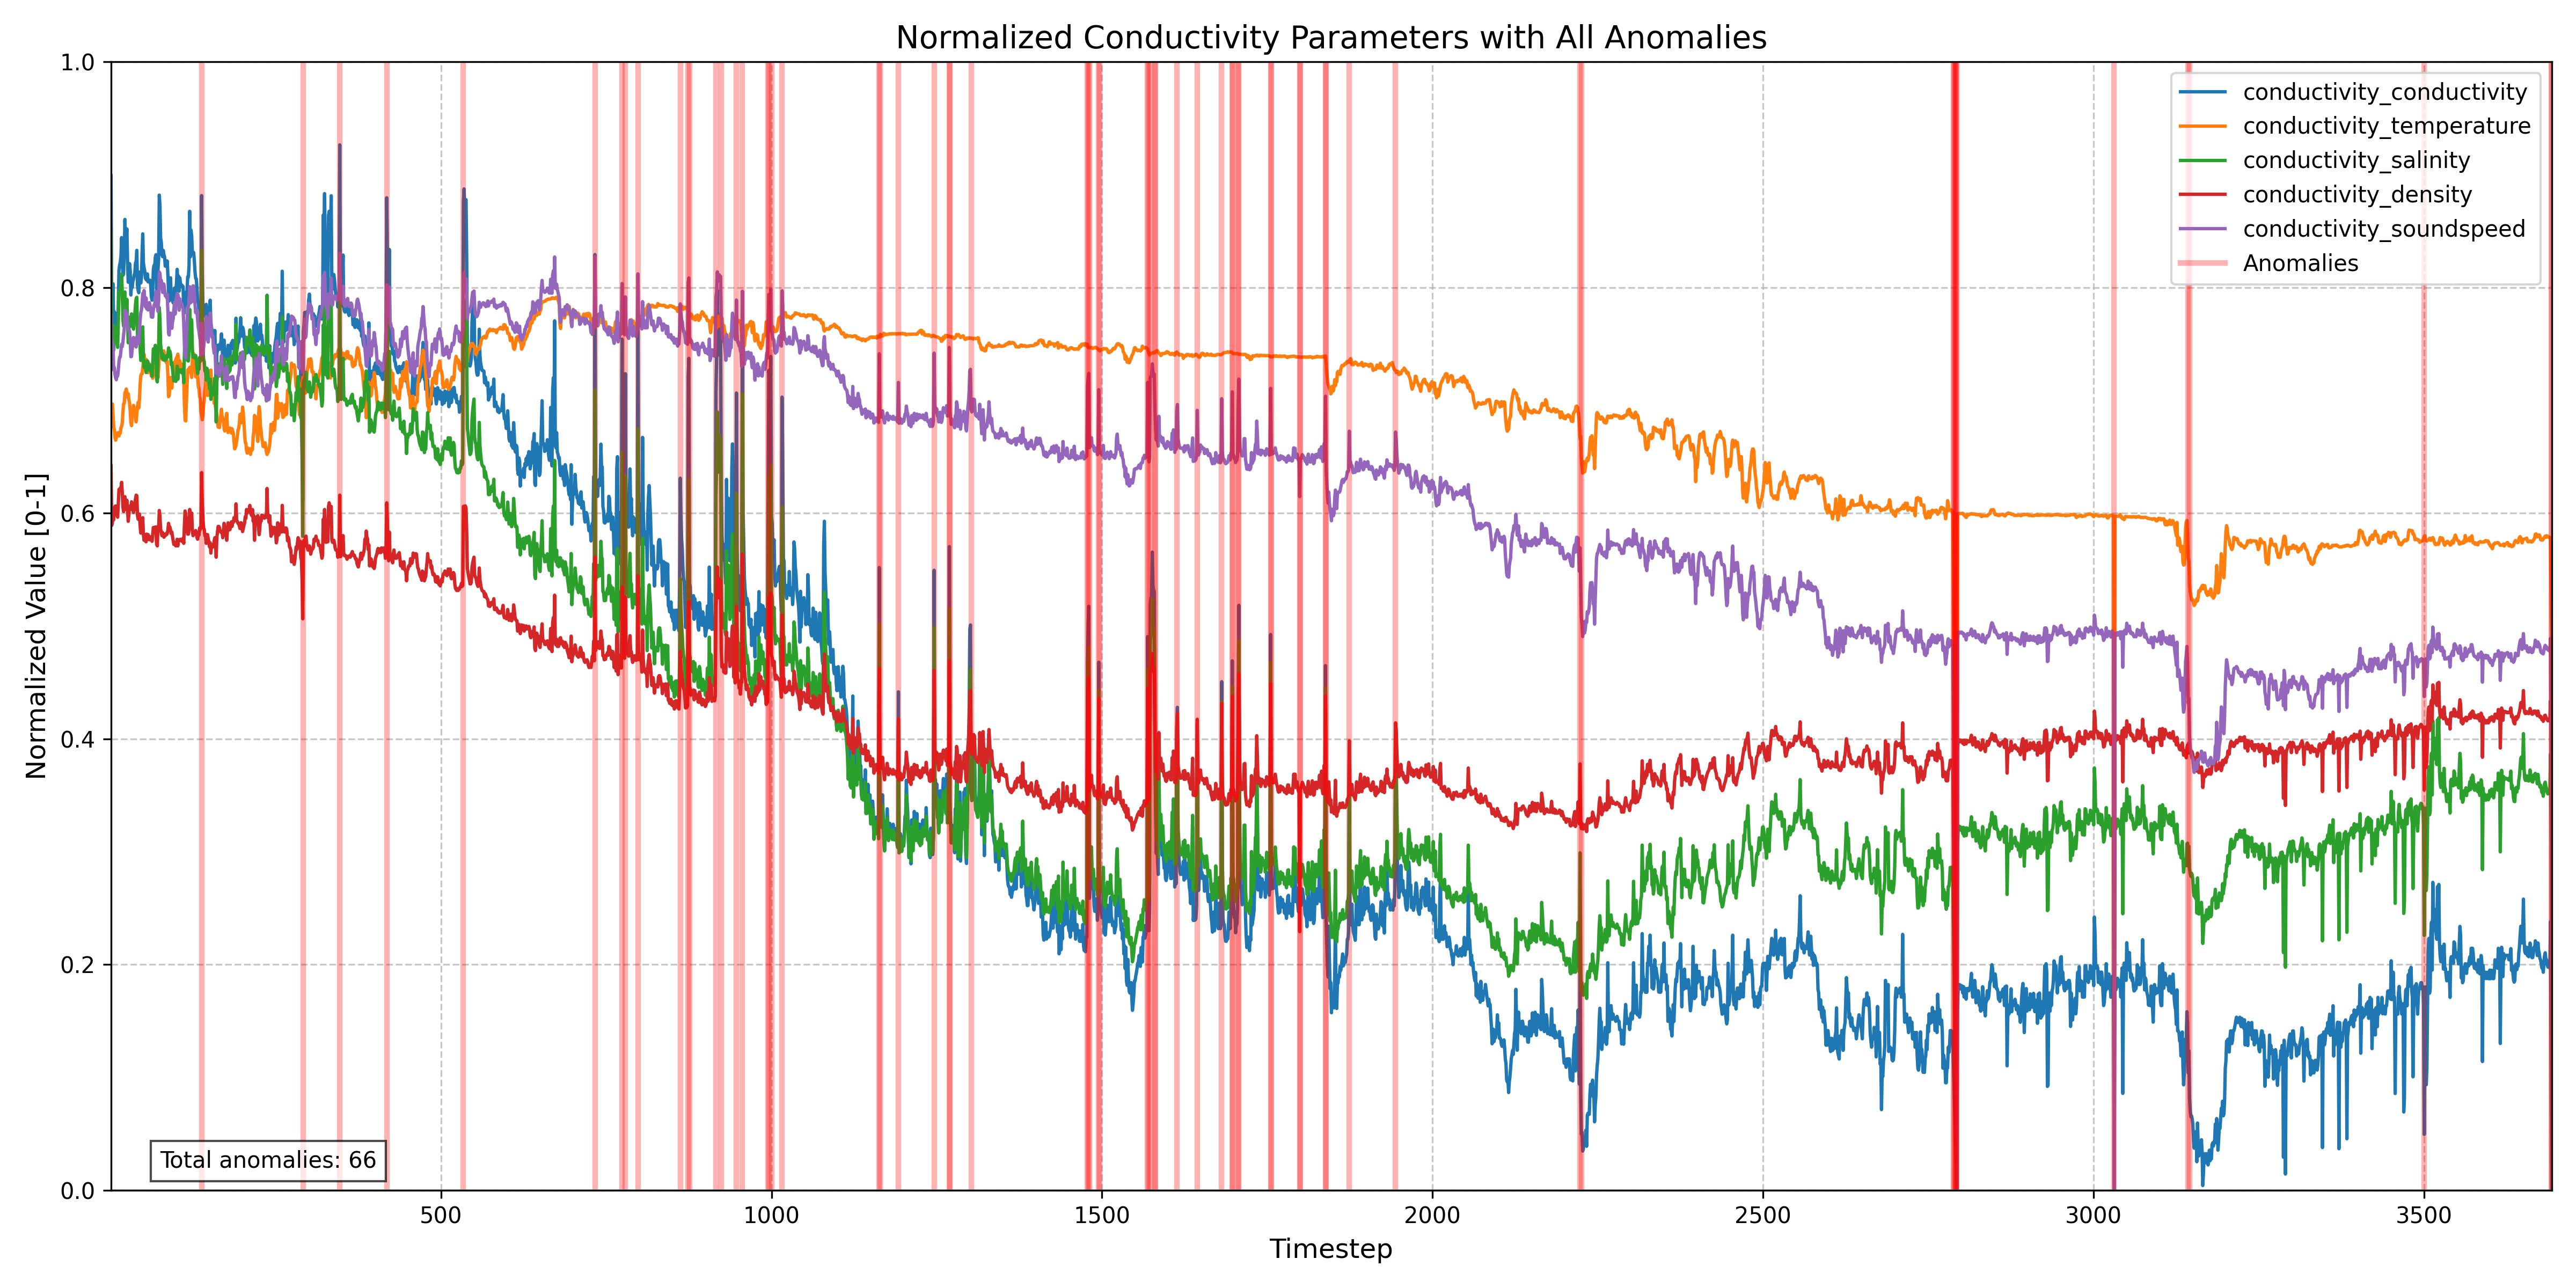 Normalized Conductivity Parameters with All Anomalies
Normalized Value [0-1]
1.0
0.8
0.6
0.4
0.2
0.0
conductivity_conductivity
conductivity_temperature
conductivity_salinity
conductivity_density
conductivity_soundspeed
Anomalies
Total anomalies: 66
500
1000
1500
2000
2500
3000
3500
Timestep